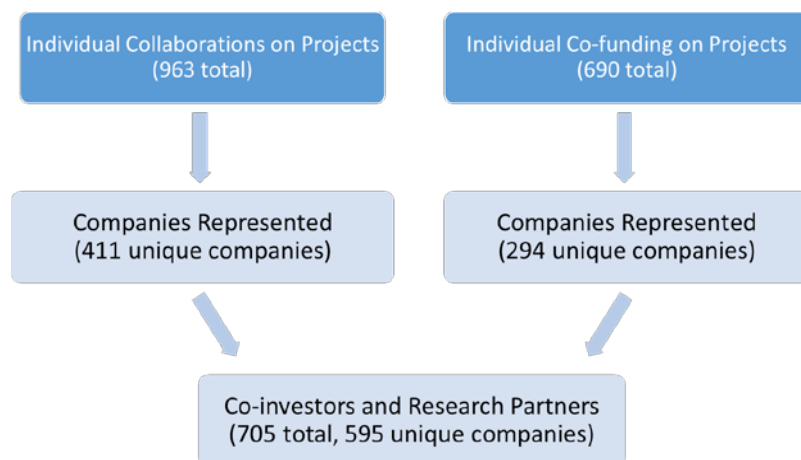 Individual Collaborations on Projects
(963 total)
Individual Co-funding on Projects
(690 total)
Companies Represented
(411 unique companies)
Companies Represented
(294 unique companies)
Co-investors and Research Partners
(705 total, 595 unique companies)